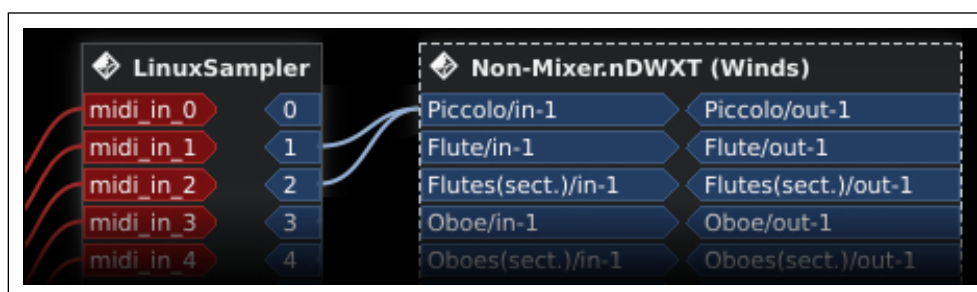 LinuxSampler
midi_in_0 0
midi_in_1 1
midi_in_2 2
midi_in_3 3
midi_in_4 4
Non-Mixer.nDWXT (Winds)
Piccolo/in-1 Piccolo/out-1
Flute/in-1 Flute/out-1
Flutes(sect.)/in-1 Flutes(sect.)/out-1
Oboe/in-1 Oboe/out-1
Oboes(sect.)/in-1 Oboes(sect.)/out-1